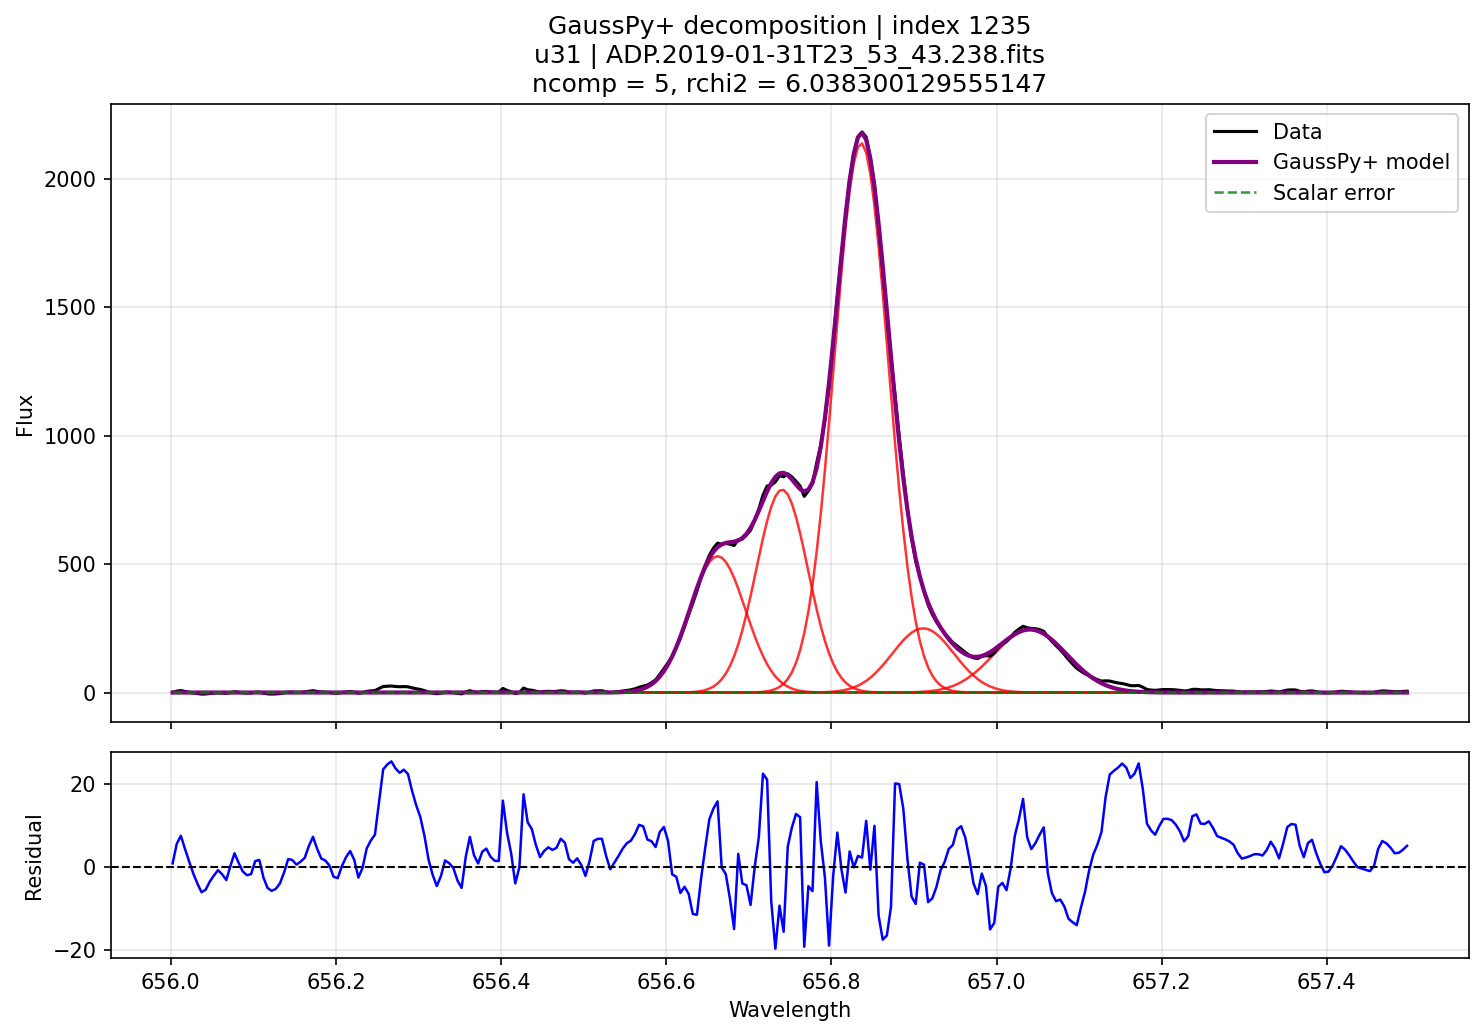 GaussPy+ decomposition | index 1235
u31 | ADP.2019-01-31T23_53_43.238.fits
ncomp = 5, rchi2 = 6.038300129555147
Data
GaussPy+ model
Scalar error
Flux
2000
1500
1000
500
0
Residual
20
0
−20
656.0 656.2 656.4 656.6 656.8 657.0 657.2 657.4
Wavelength